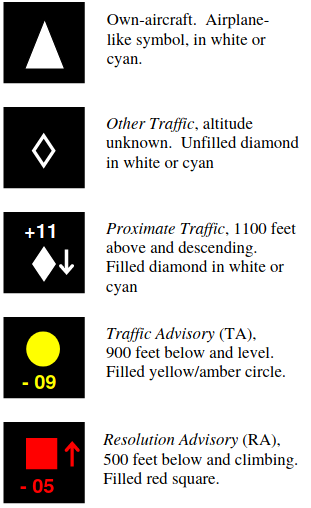 Own-aircraft. Airplane-
like symbol, in white or
cyan.
Other Traffic, altitude
unknown. Unfilled diamond
in white or cyan
+11
Proximate Traffic, 1100 feet
above and descending.
Filled diamond in white or
cyan
Traffic Advisory (TA),
900 feet below and level.
Filled yellow/amber circle.
- 09
Resolution Advisory (RA),
500 feet below and climbing.
Filled red square.
- 05